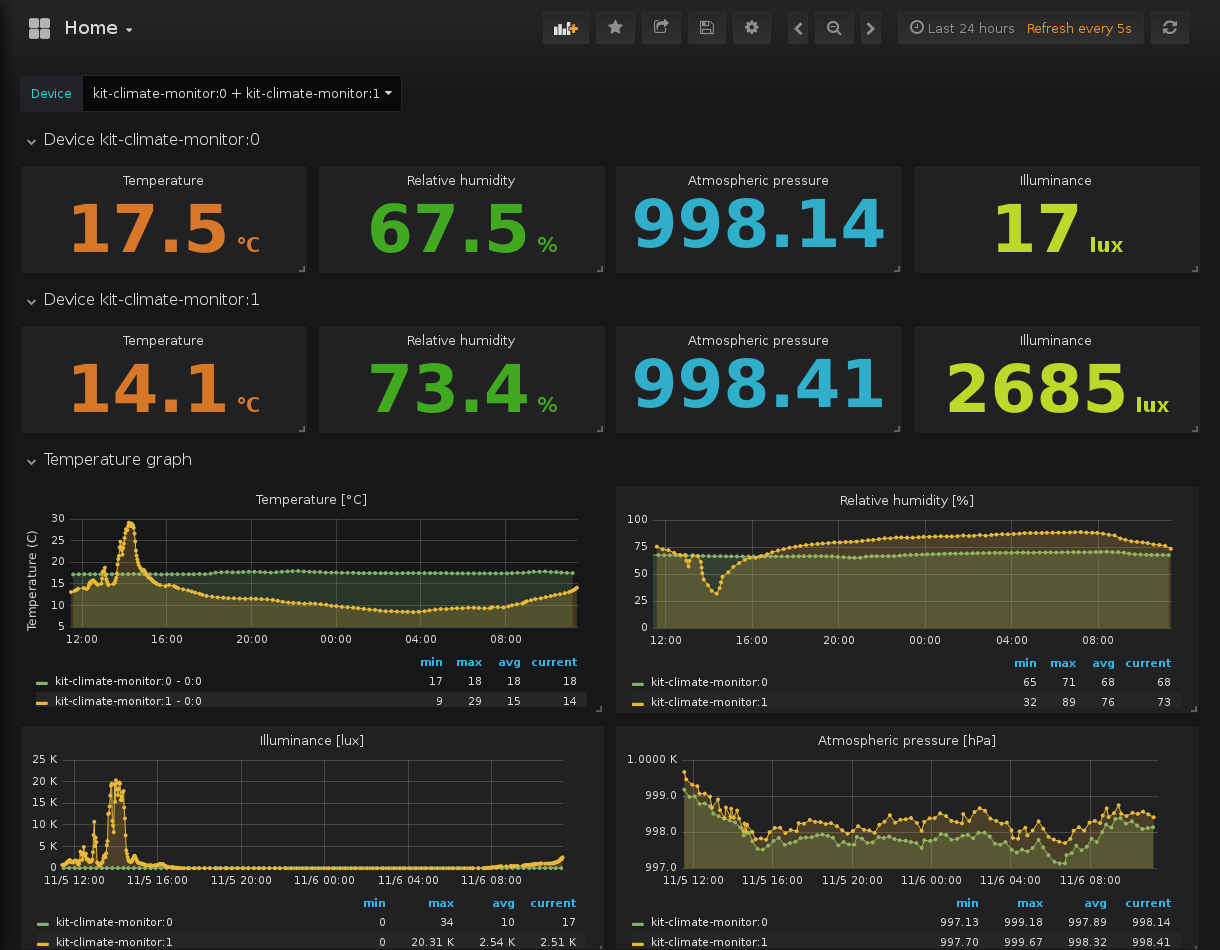 Home
Last 24 hours Refresh every 5s
Device kit-climate-monitor:0 + kit-climate-monitor:1
Device kit-climate-monitor:0
Temperature Relative humidity Atmospheric pressure Illuminance
17.5 °C 67.5 % 998.14 17 lux
Device kit-climate-monitor:1
Temperature Relative humidity Atmospheric pressure Illuminance
14.1 °C 73.4 % 998.41 2685 lux
Temperature graph
Temperature [°C]
Temperature (C)
30
25
20
15
10
5
12:00 16:00 20:00 00:00 04:00 08:00
min max avg current
kit-climate-monitor:0 - 0:0 17 18 18 18
kit-climate-monitor:1 - 0:0 9 29 15 14
Relative humidity [%]
100
75
50
25
0
12:00 16:00 20:00 00:00 04:00 08:00
min max avg current
kit-climate-monitor:0 65 71 68 68
kit-climate-monitor:1 32 89 76 73
Illuminance [lux]
25 K
20 K
15 K
10 K
5 K
0
11/5 12:00 11/5 16:00 11/5 20:00 11/6 00:00 11/6 04:00 11/6 08:00
min max avg current
kit-climate-monitor:0 0 34 10 17
kit-climate-monitor:1 0 20.31 K 2.54 K 2.51 K
Atmospheric pressure [hPa]
1.0000 K
999.0
998.0
997.0
11/5 12:00 11/5 16:00 11/5 20:00 11/6 00:00 11/6 04:00 11/6 08:00
min max avg current
kit-climate-monitor:0 997.13 999.18 997.89 998.14
kit-climate-monitor:1 997.70 999.67 998.32 998.41